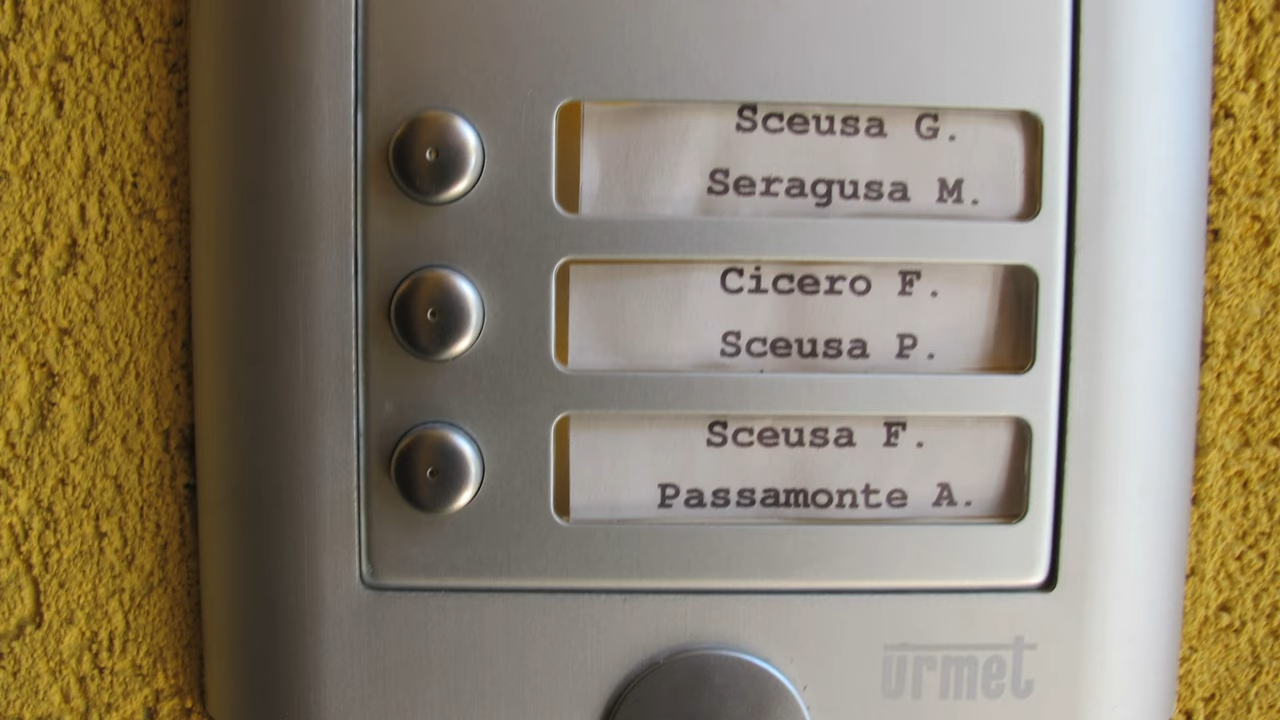 Sceusa G.
Seragusa M.
Cicero F.
Sceusa P.
Sceusa F.
Passamonte A.
urmet